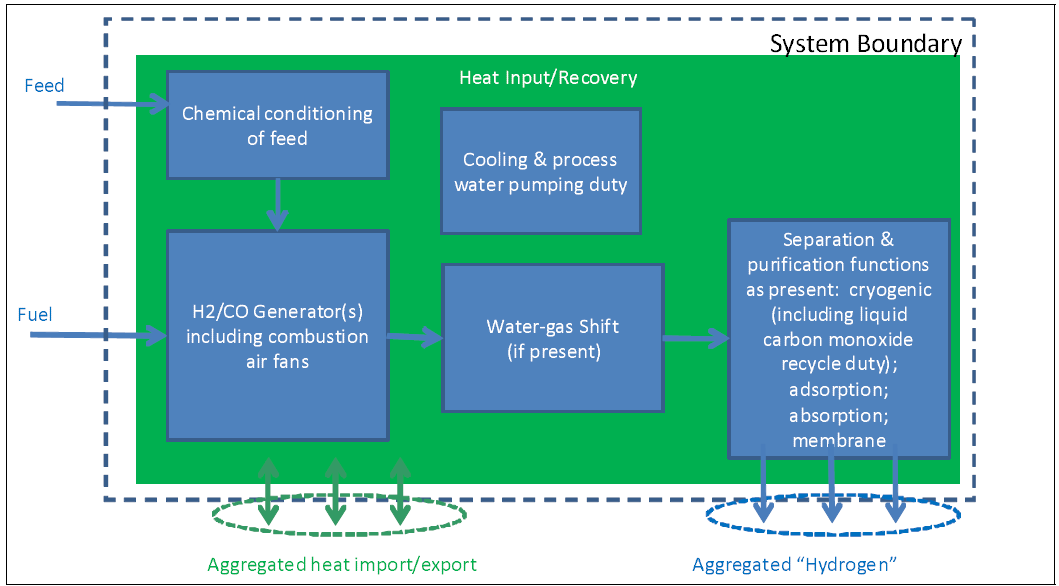 System Boundary
Feed
Heat Input/Recovery
Chemical conditioning
of feed
Cooling & process
water pumping duty
Fuel
H2/CO Generator(s)
including combustion
air fans
Water-gas Shift
(if present)
Separation &
purification functions
as present: cryogenic
(including liquid
carbon monoxide
recycle duty);
adsorption;
absorption;
membrane
Aggregated heat import/export
Aggregated “Hydrogen”